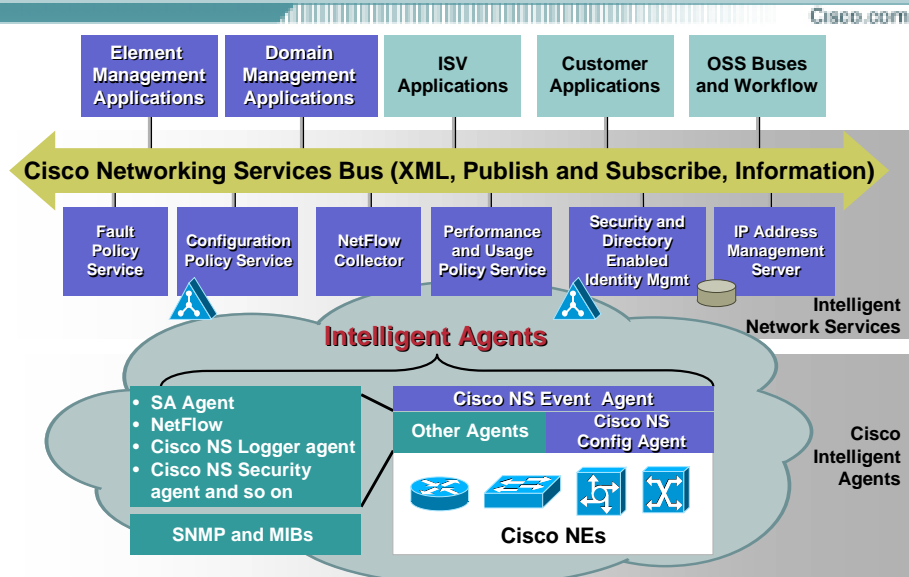 Cisco.com
Element
Management
Applications
Domain
Management
Applications
ISV
Applications
Customer
Applications
OSS Buses
and Workflow
Cisco Networking Services Bus (XML, Publish and Subscribe, Information)
Fault
Policy
Service
Configuration
Policy Service
NetFlow
Collector
Performance
and Usage
Policy Service
Security and
Directory
Enabled
Identity Mgmt
IP Address
Management
Server
Intelligent
Network Services
Intelligent Agents
• SA Agent
• NetFlow
• Cisco NS Logger agent
• Cisco NS Security
agent and so on
SNMP and MIBs
Cisco NS Event Agent
Other Agents
Cisco NS
Config Agent
Cisco NEs
Cisco
Intelligent
Agents